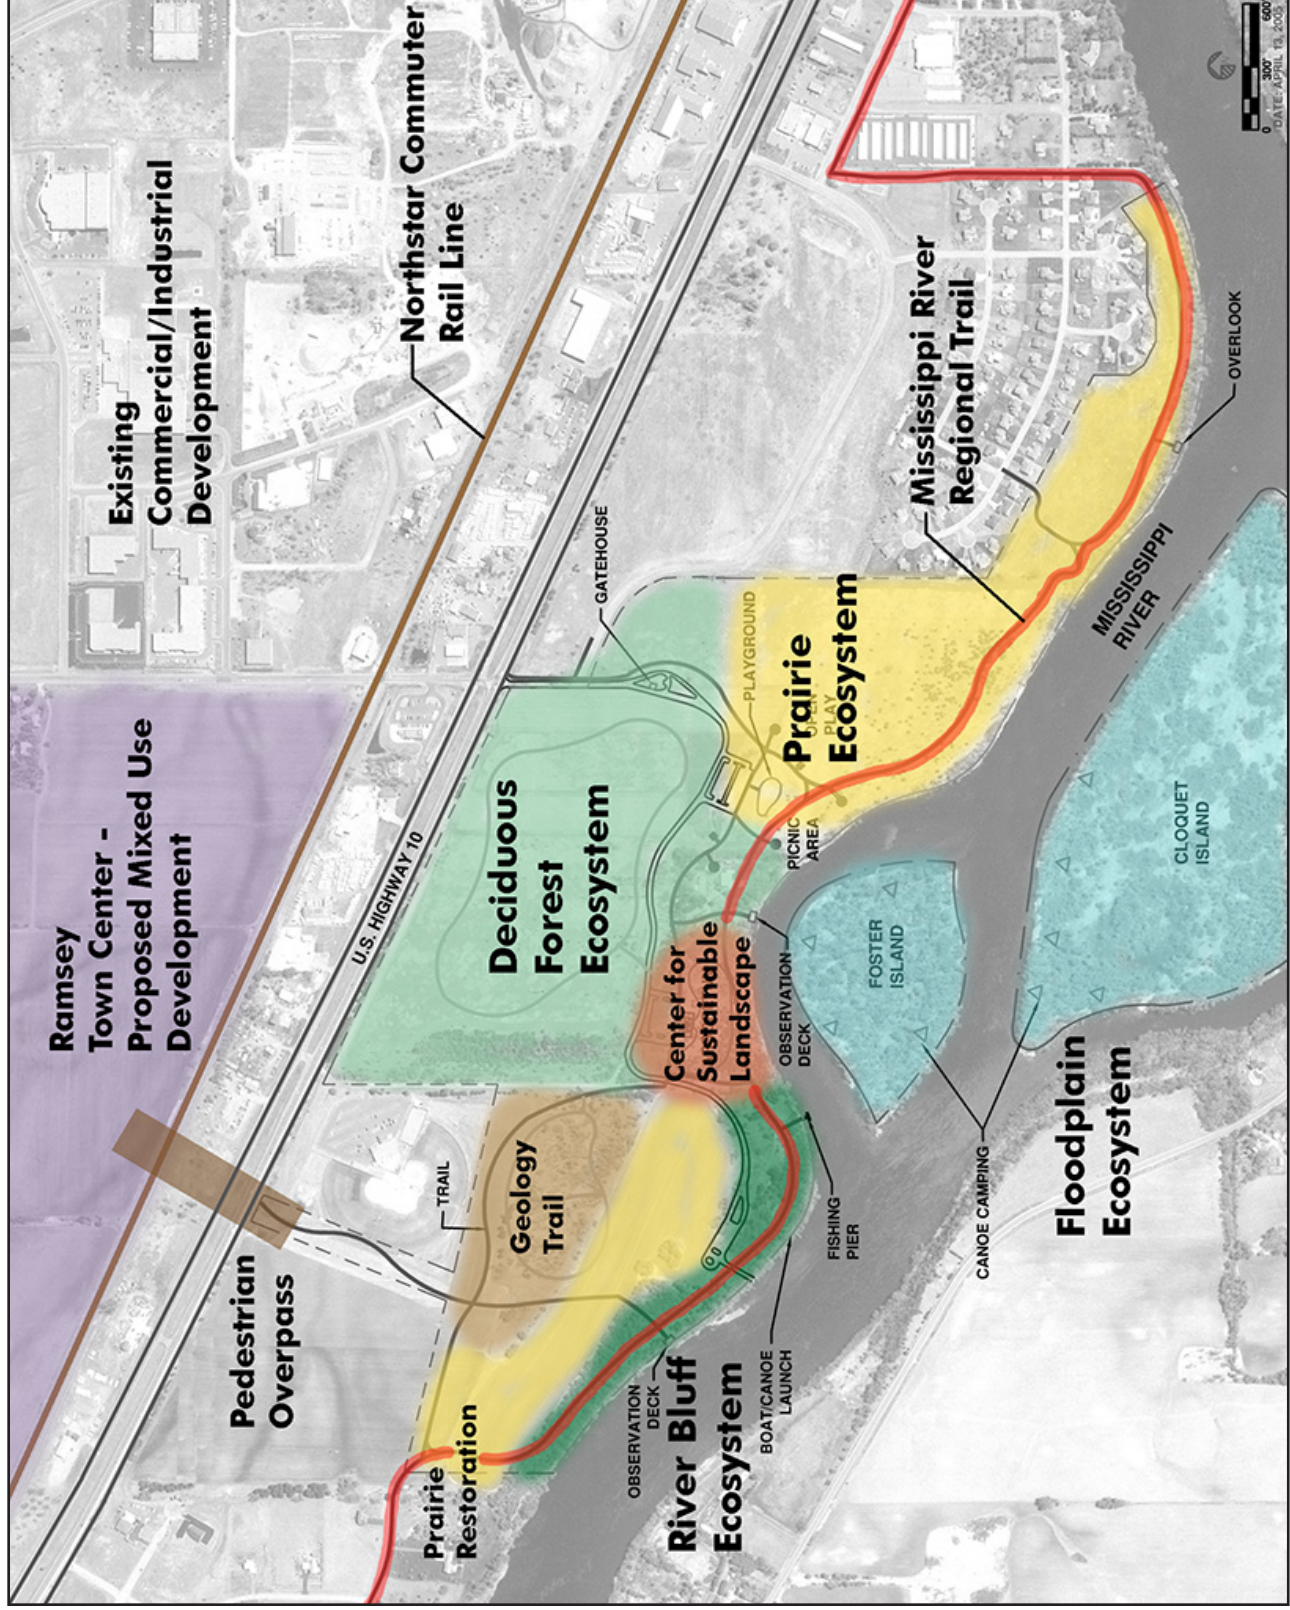 Ramsey
Town Center -
Proposed Mixed Use
Development
Existing
Commercial/Industrial
Development
Northstar Commuter
Rail Line
U.S. HIGHWAY 10
Pedestrian
Overpass
TRAIL
Geology
Trail
Deciduous
Forest
Ecosystem
GATEHOUSE
PLAYGROUND
OPEN
PLAY
Prairie
Ecosystem
PICNIC
AREA
Mississippi River
Regional Trail
OVERLOOK
MISSISSIPPI
RIVER
Center for
Sustainable
Landscape
OBSERVATION
DECK
FOSTER
ISLAND
CLOQUET
ISLAND
Prairie
Restoration
OBSERVATION
DECK
River Bluff
Ecosystem
BOAT/CANOE
LAUNCH
FISHING
PIER
CANOE CAMPING
Floodplain
Ecosystem
0 300' 600'
DATE: APRIL 13, 2005